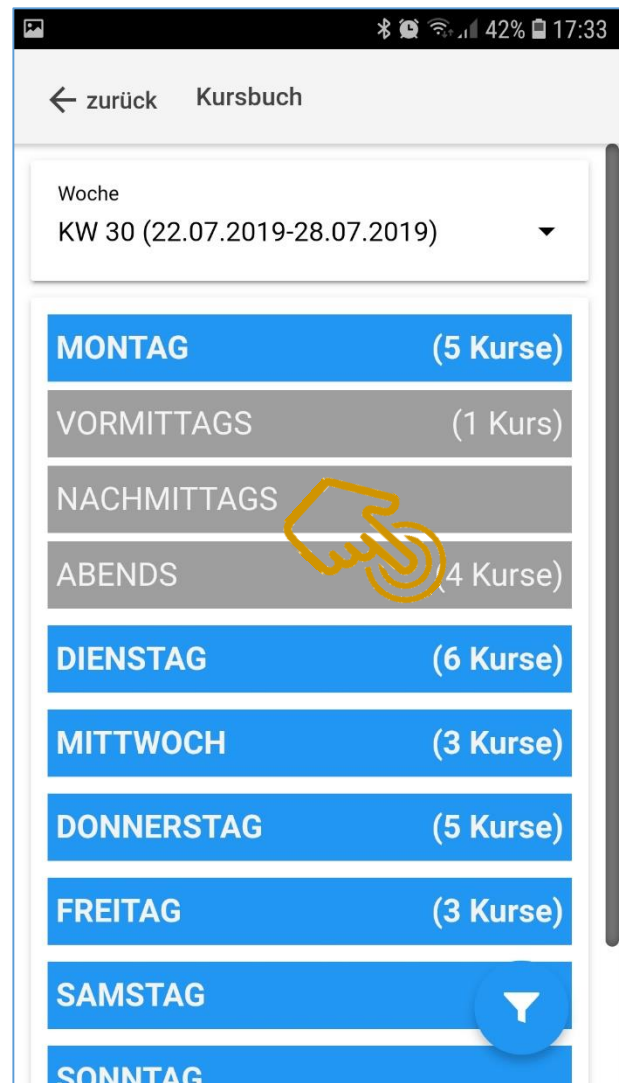 42% 17:33
zurück Kursbuch
Woche
KW 30 (22.07.2019-28.07.2019)
MONTAG (5 Kurse)
VORMITTAGS (1 Kurs)
NACHMITTAGS
ABENDS (4 Kurse)
DIENSTAG (6 Kurse)
MITTWOCH (3 Kurse)
DONNERSTAG (5 Kurse)
FREITAG (3 Kurse)
SAMSTAG
SONNTAG